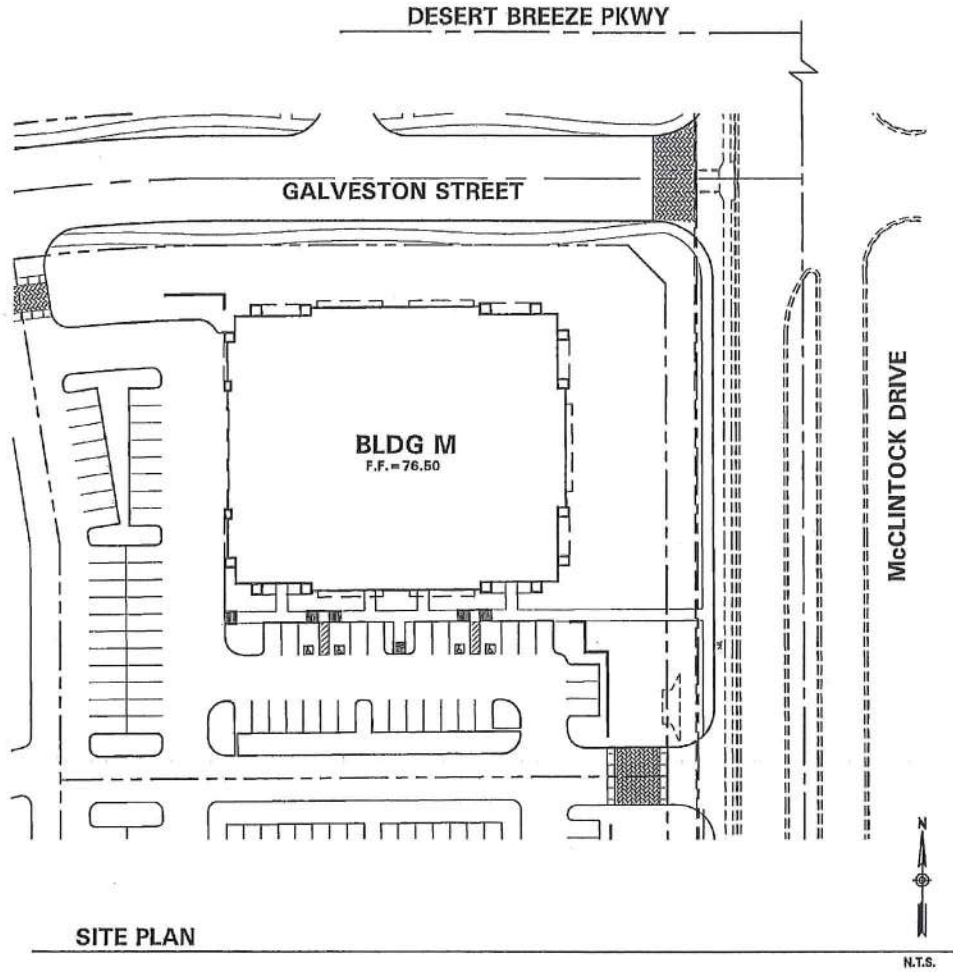 DESERT BREEZE PKWY
GALVESTON STREET
BLDG M
F.F. = 76.50
McCLINTOCK DRIVE
N
SITE PLAN
N.T.S.